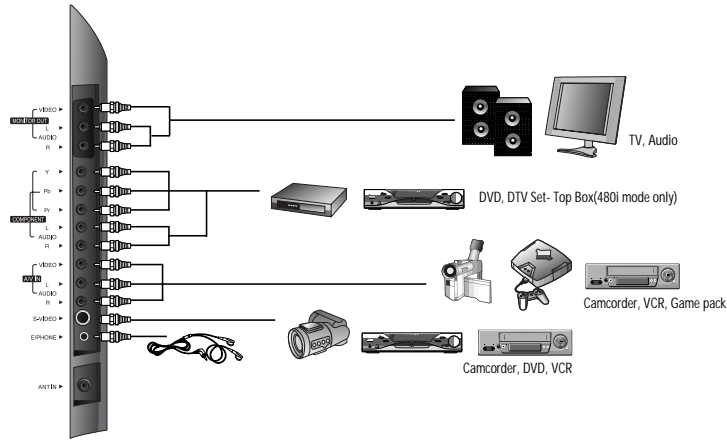 VIDEO
MONITOR OUT
L
AUDIO
R
TV, Audio
Y
Pb
Pr
COMPONENT
L
AUDIO
R
DVD, DTV Set- Top Box(480i mode only)
VIDEO
A/V IN
L
AUDIO
R
Camcorder, VCR, Game pack
S-VIDEO
E/PHONE
Camcorder, DVD, VCR
ANT IN